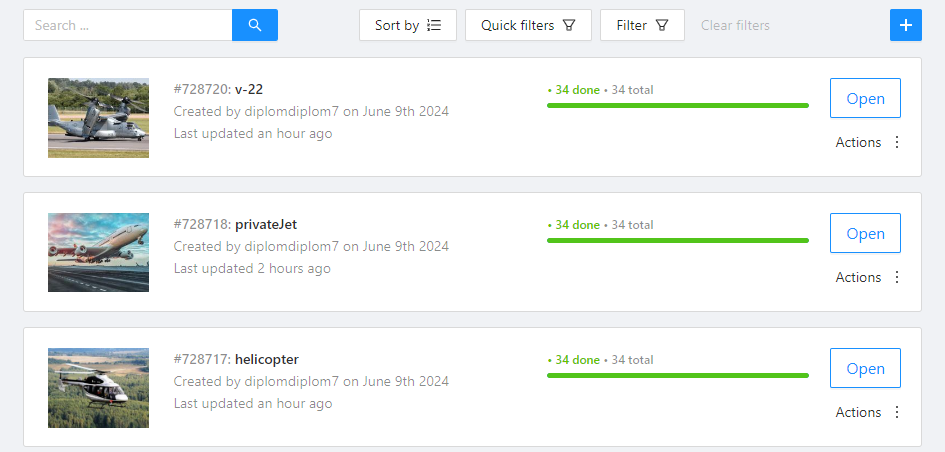 Search ...
Sort by
Quick filters
Filter
Clear filters
#728720: v-22
Created by diplomdiplom7 on June 9th 2024
Last updated an hour ago
• 34 done • 34 total
Open
Actions
#728718: privateJet
Created by diplomdiplom7 on June 9th 2024
Last updated 2 hours ago
• 34 done • 34 total
Open
Actions
#728717: helicopter
Created by diplomdiplom7 on June 9th 2024
Last updated an hour ago
• 34 done • 34 total
Open
Actions